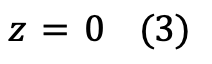 z = 0 (3)